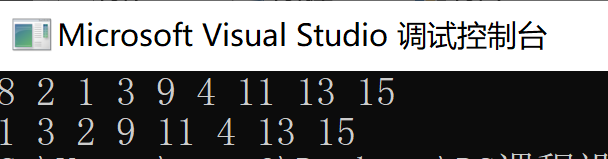 Microsoft Visual Studio 调试控制台
8 2 1 3 9 4 11 13 15
1 3 2 9 11 4 13 15